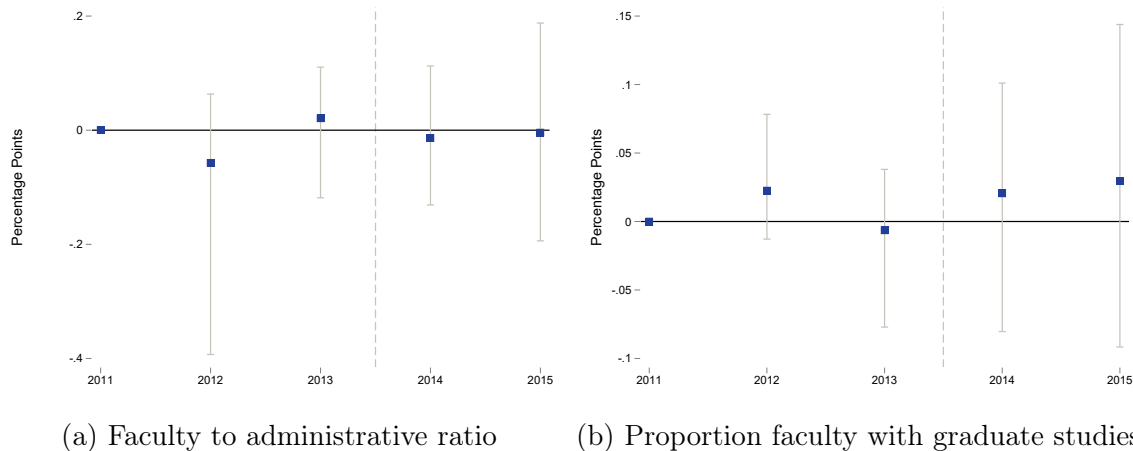 .2
0
-.2
-.4
Percentage Points
2011 2012 2013 2014 2015
(a) Faculty to administrative ratio
.15
.1
.05
0
-.05
-.1
Percentage Points
2011 2012 2013 2014 2015
(b) Proportion faculty with graduate studies